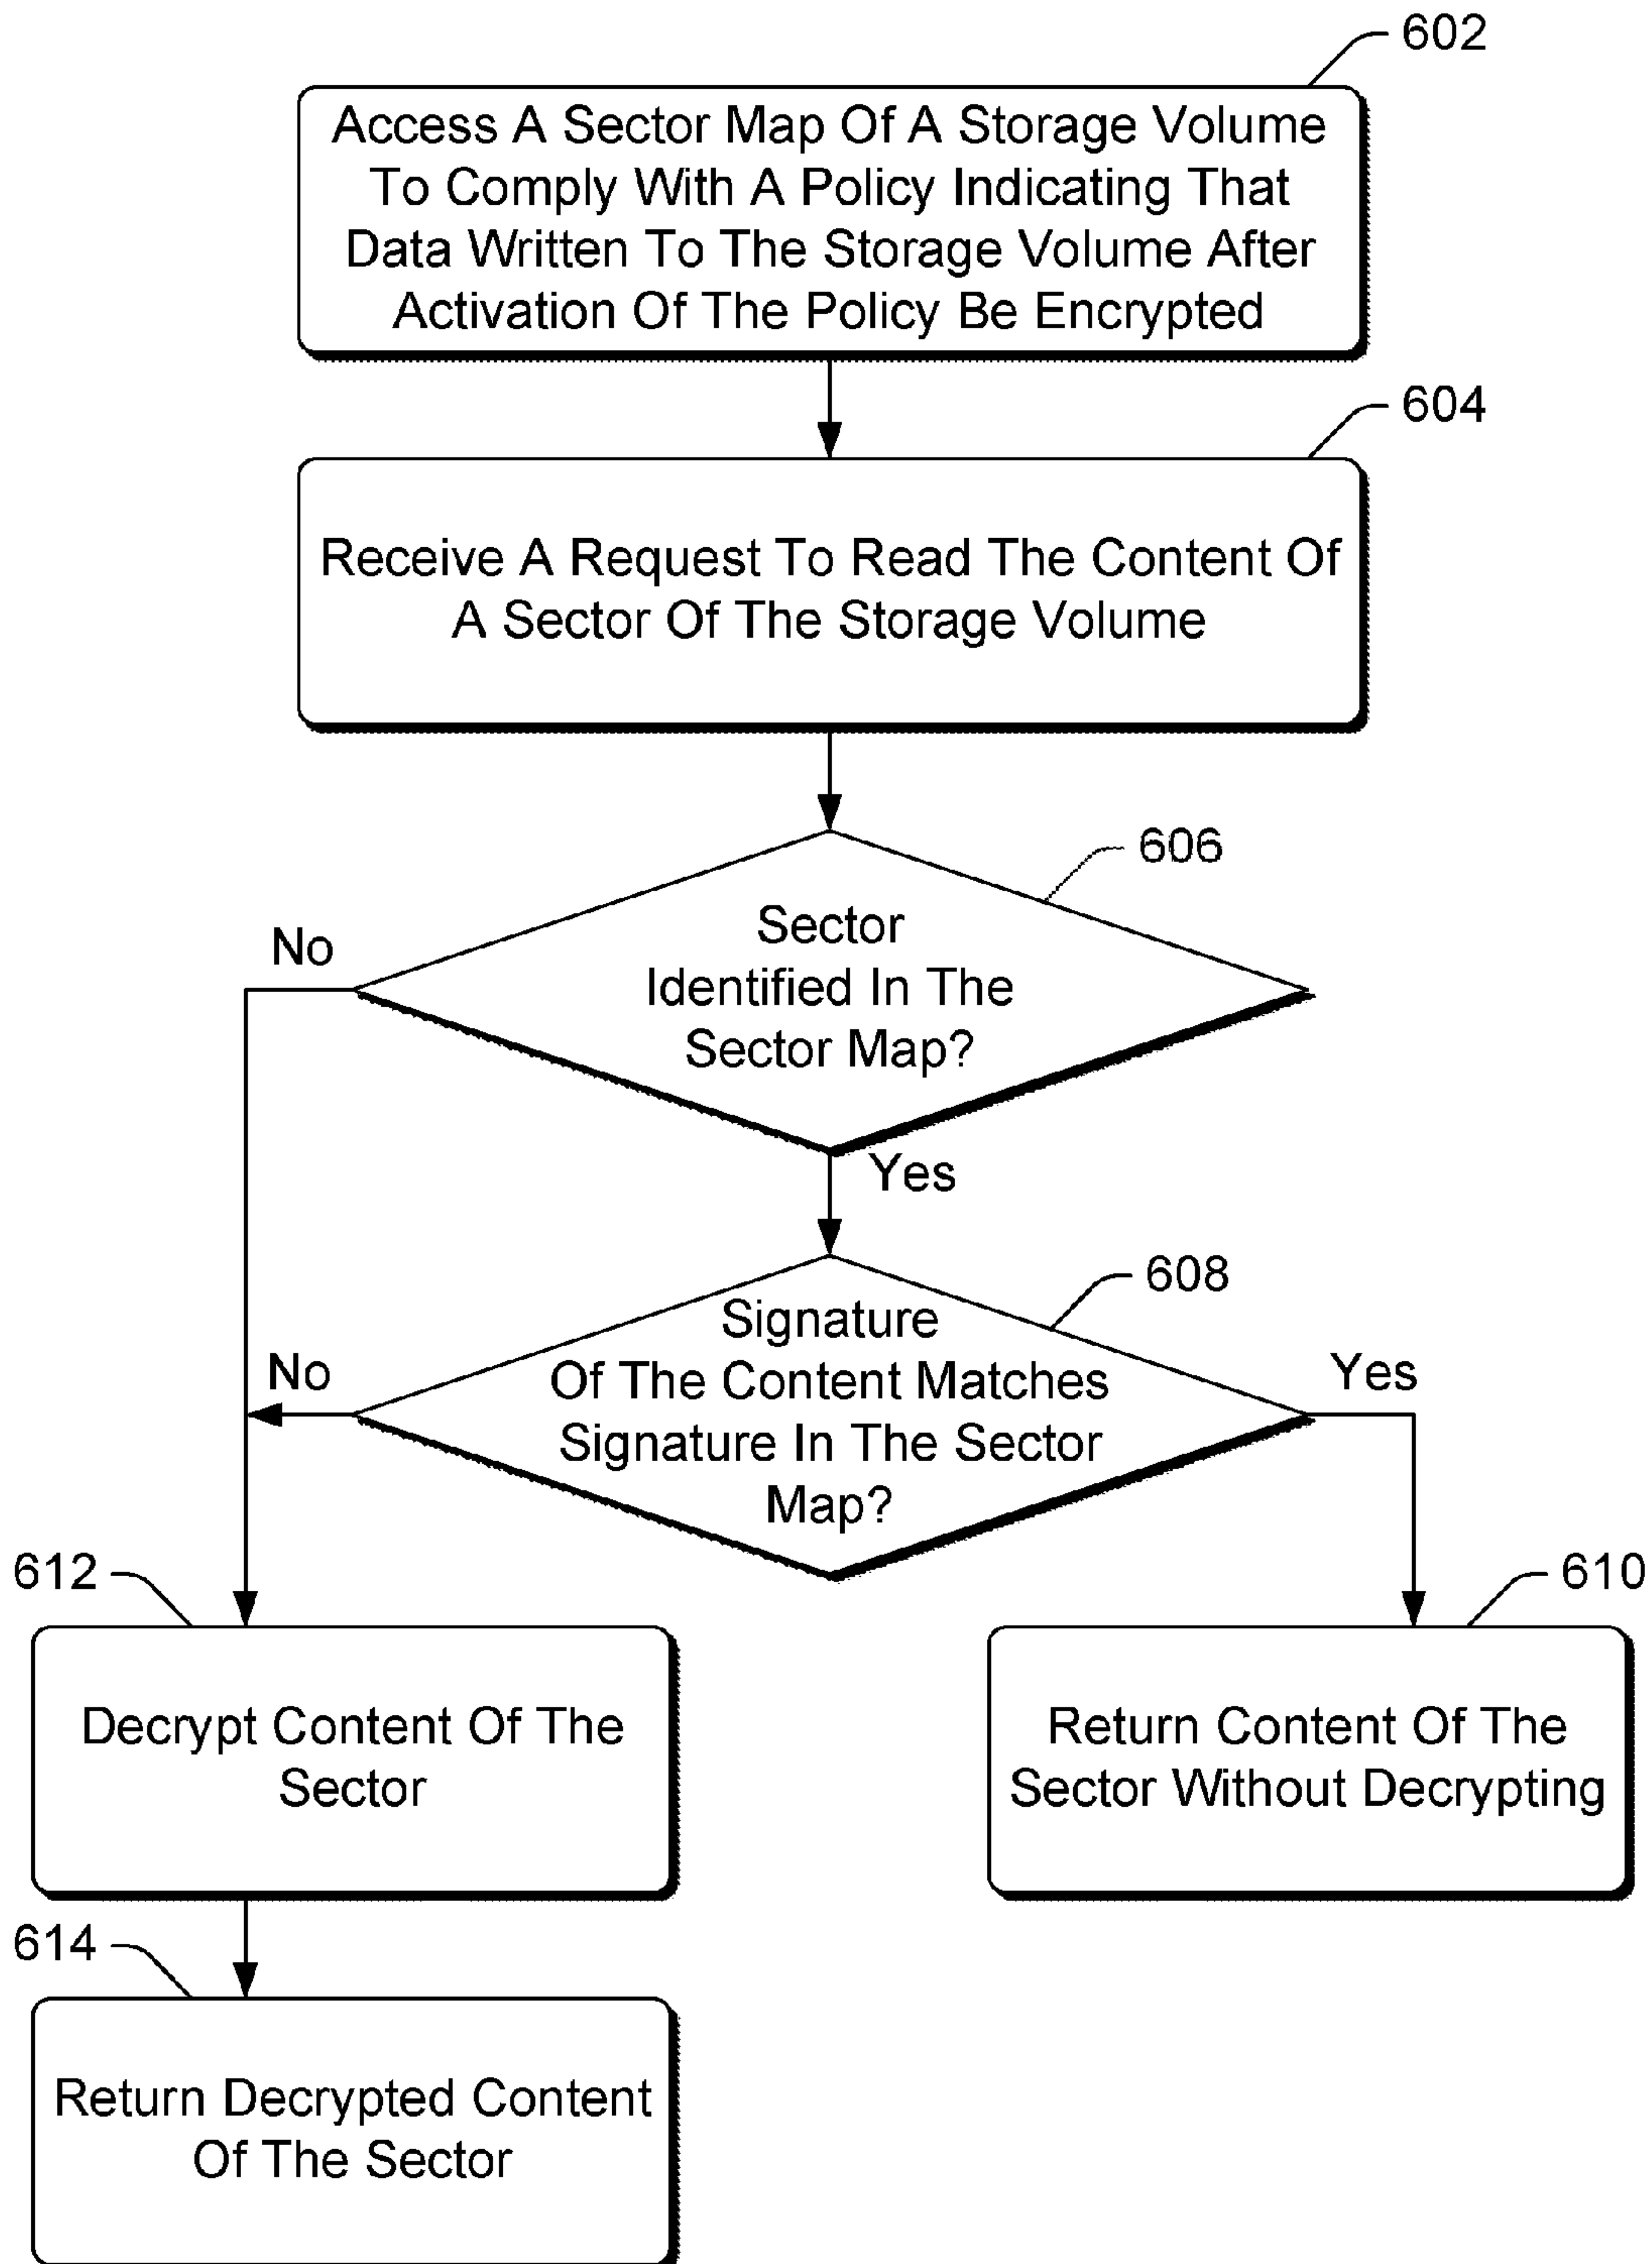 602
Access A Sector Map Of A Storage Volume
To Comply With A Policy Indicating That
Data Written To The Storage Volume After
Activation Of The Policy Be Encrypted
604
Receive A Request To Read The Content Of
A Sector Of The Storage Volume
606
Sector
Identified In The
Sector Map?
No
Yes
608
Signature
Of The Content Matches
Signature In The Sector
Map?
No
Yes
612
Decrypt Content Of The
Sector
610
Return Content Of The
Sector Without Decrypting
614
Return Decrypted Content
Of The Sector